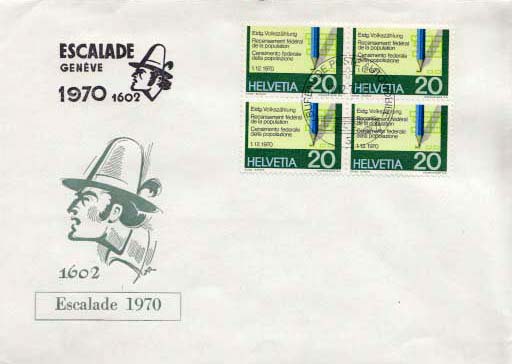 ESCALADE
GENÈVE
1970 1602
Eidg. Volkszählung
Recensement fédéral
de la population
Censimento federale
della popolazione
1.12.1970
HELVETIA 20
Eidg. Volkszählung
Recensement fédéral
de la population
Censimento federale
della popolazione
1.12.1970
HELVETIA 20
Eidg. Volkszählung
Recensement fédéral
de la population
Censimento federale
della popolazione
1.12.1970
HELVETIA 20
Eidg. Volkszählung
Recensement fédéral
de la population
Censimento federale
della popolazione
1.12.1970
HELVETIA 20
1602
Escalade 1970